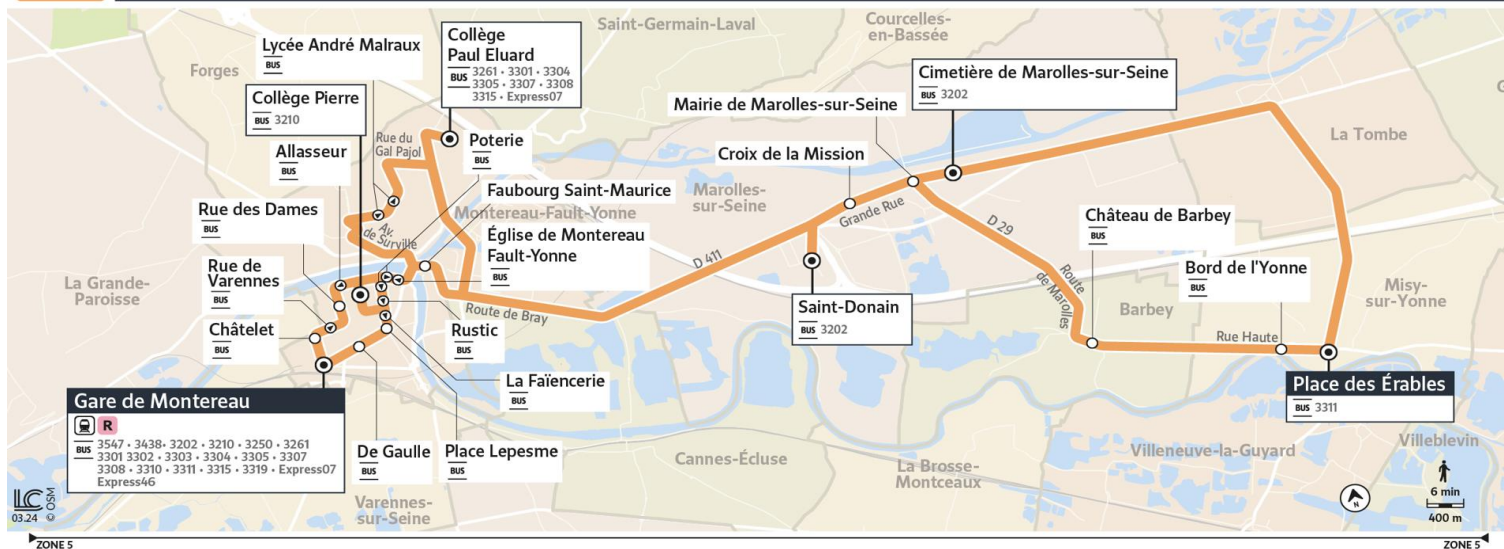 Lycée André Malraux
BUS
Collège
Paul Eluard
BUS 3261 • 3301 • 3304
3305 • 3307 • 3308
3315 • Express07
Saint-Germain-Laval
Courcelles-
en-Bassée
Forges
Collège Pierre
BUS 3210
Allasseur
BUS
Rue du
Gal Pajol
Poterie
BUS
Mairie de Marolles-sur-Seine
Cimetière de Marolles-sur-Seine
BUS 3202
La Tombe
Croix de la Mission
Faubourg Saint-Maurice
Marolles-
sur-Seine
Montereau-Fault-Yonne
Rue des Dames
BUS
Av.
de Surville
Église de Montereau
Fault-Yonne
BUS
Grande Rue
D 29
Château de Barbey
BUS
D 411
La Grande-
Paroisse
Rue de
Varennes
BUS
Route
de Marolles
Bord de l'Yonne
BUS
Misy-
sur-Yonne
Barbey
Route de Bray
Saint-Donain
BUS 3202
Châtelet
BUS
Rustic
BUS
Rue Haute
La Faïencerie
BUS
Place des Érables
BUS 3311
Gare de Montereau
R
BUS 3547 • 3438• 3202 • 3210 • 3250 • 3261
3301 3302 • 3303 • 3304 • 3305 • 3307
3308 • 3310 • 3311 • 3315 • 3319 • Express07
Express46
De Gaulle
BUS
Place Lepesme
BUS
Cannes-Écluse
La Brosse-
Montceaux
Villeneuve-la-Guyard
Villeblevin
Varennes-
sur-Seine
LC
03.24
© OSM
N
6 min
400 m
ZONE 5
ZONE 5